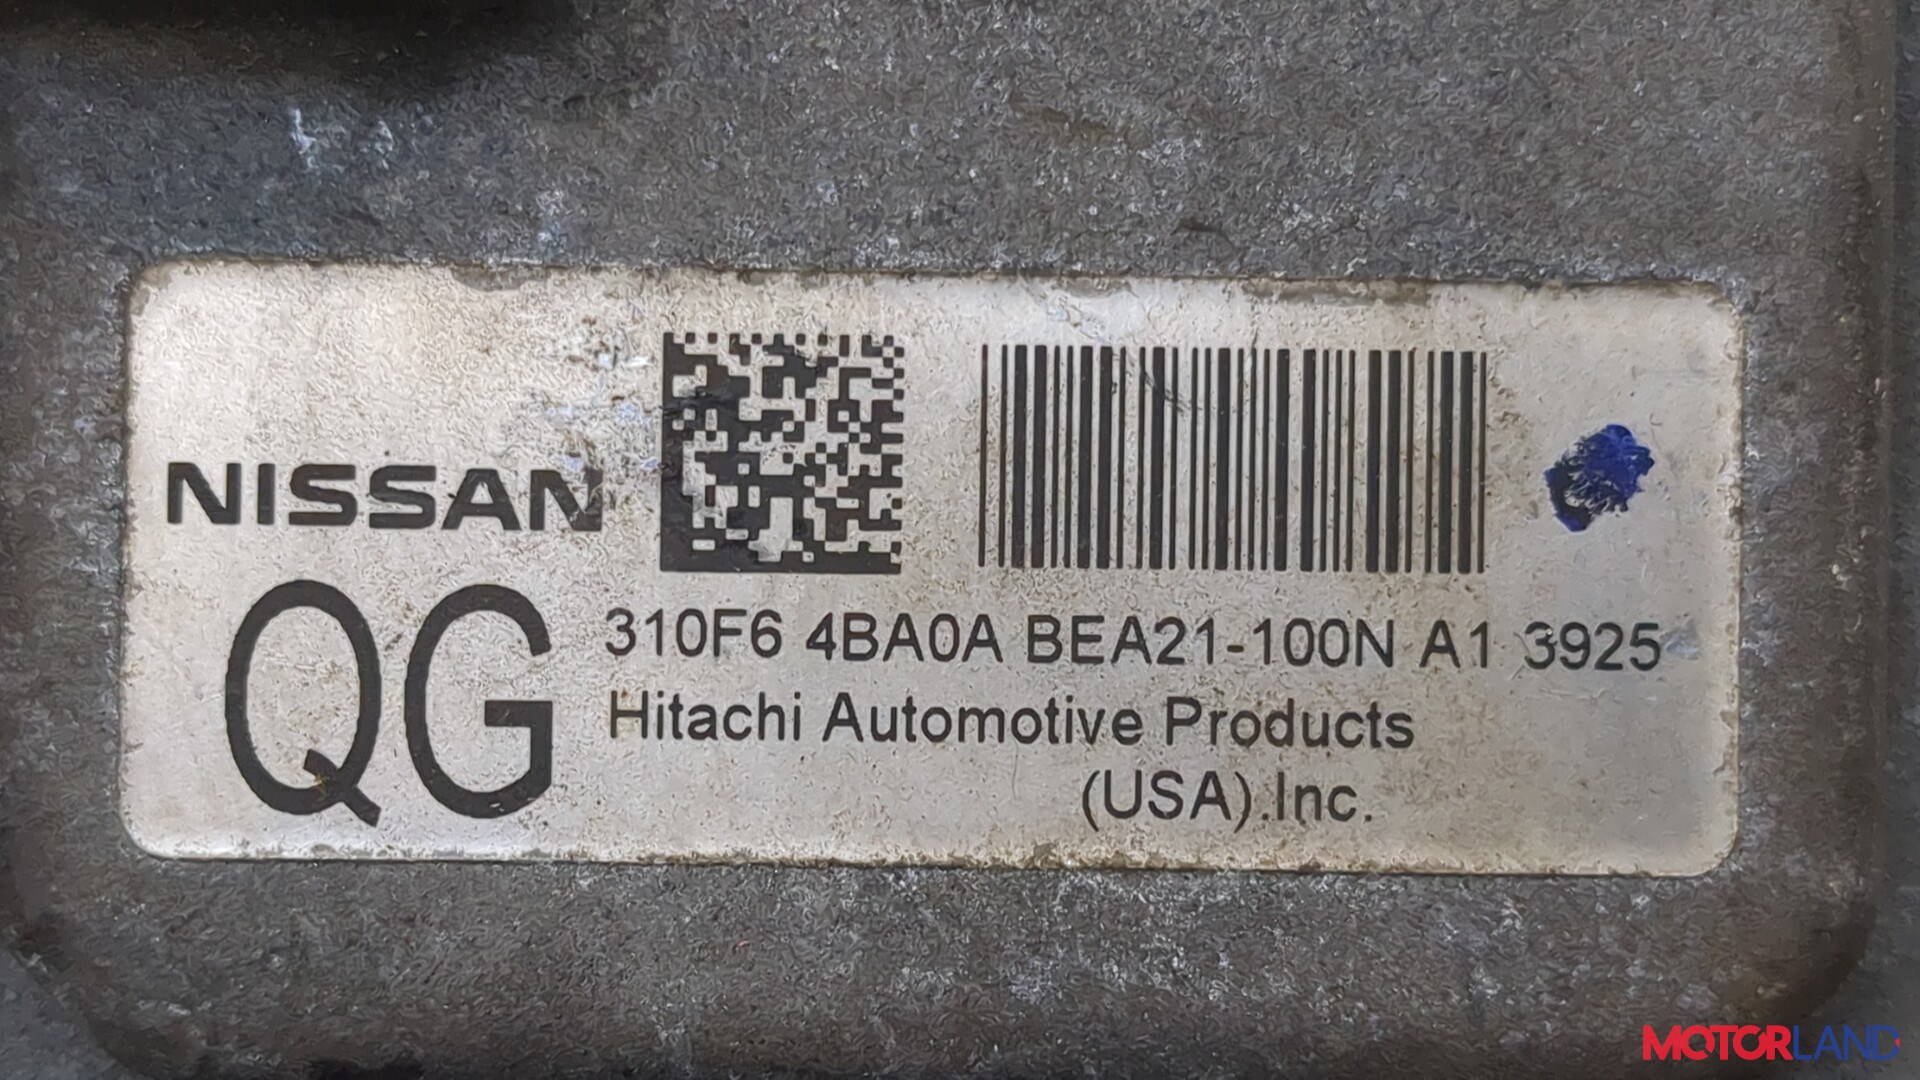 NISSAN
QG
310F6 4BA0A BEA21-100N A1 3925
Hitachi Automotive Products
(USA).Inc.
MOTORLAND